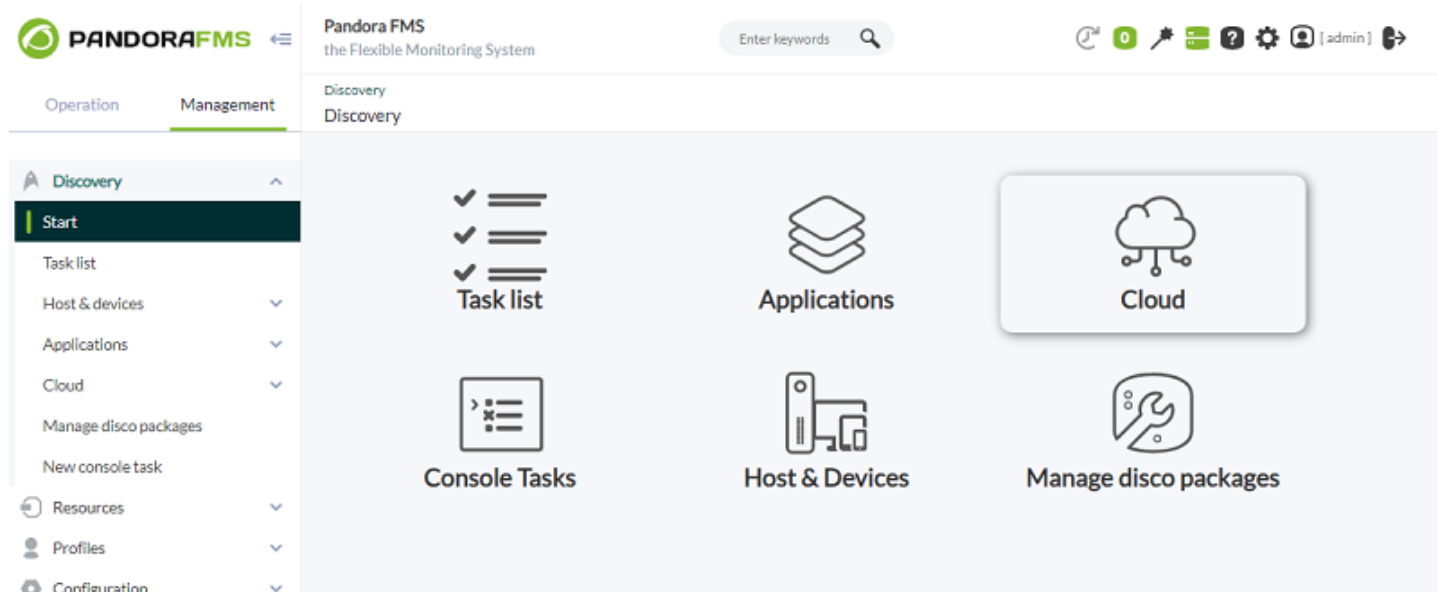 PANDORAFMS
Pandora FMS
the Flexible Monitoring System
Enter keywords
0
?
[ admin ]
Operation
Management
Discovery
Discovery
Discovery
Start
Task list
Host & devices
Applications
Cloud
Manage disco packages
New console task
Resources
Profiles
Configuration
Task list
Applications
Cloud
Console Tasks
Host & Devices
Manage disco packages